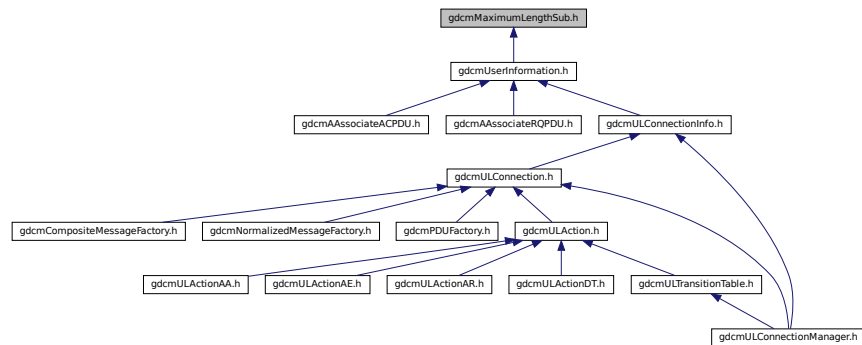 gdcmMaximumLengthSub.h
gdcmUserInformation.h
gdcmAAssociateACPDU.h
gdcmAAssociateRQPDU.h
gdcmULConnectionInfo.h
gdcmULConnection.h
gdcmCompositeMessageFactory.h
gdcmNormalizedMessageFactory.h
gdcmPDUFactory.h
gdcmULAction.h
gdcmULActionAA.h
gdcmULActionAE.h
gdcmULActionAR.h
gdcmULActionDT.h
gdcmULTransitionTable.h
gdcmULConnectionManager.h